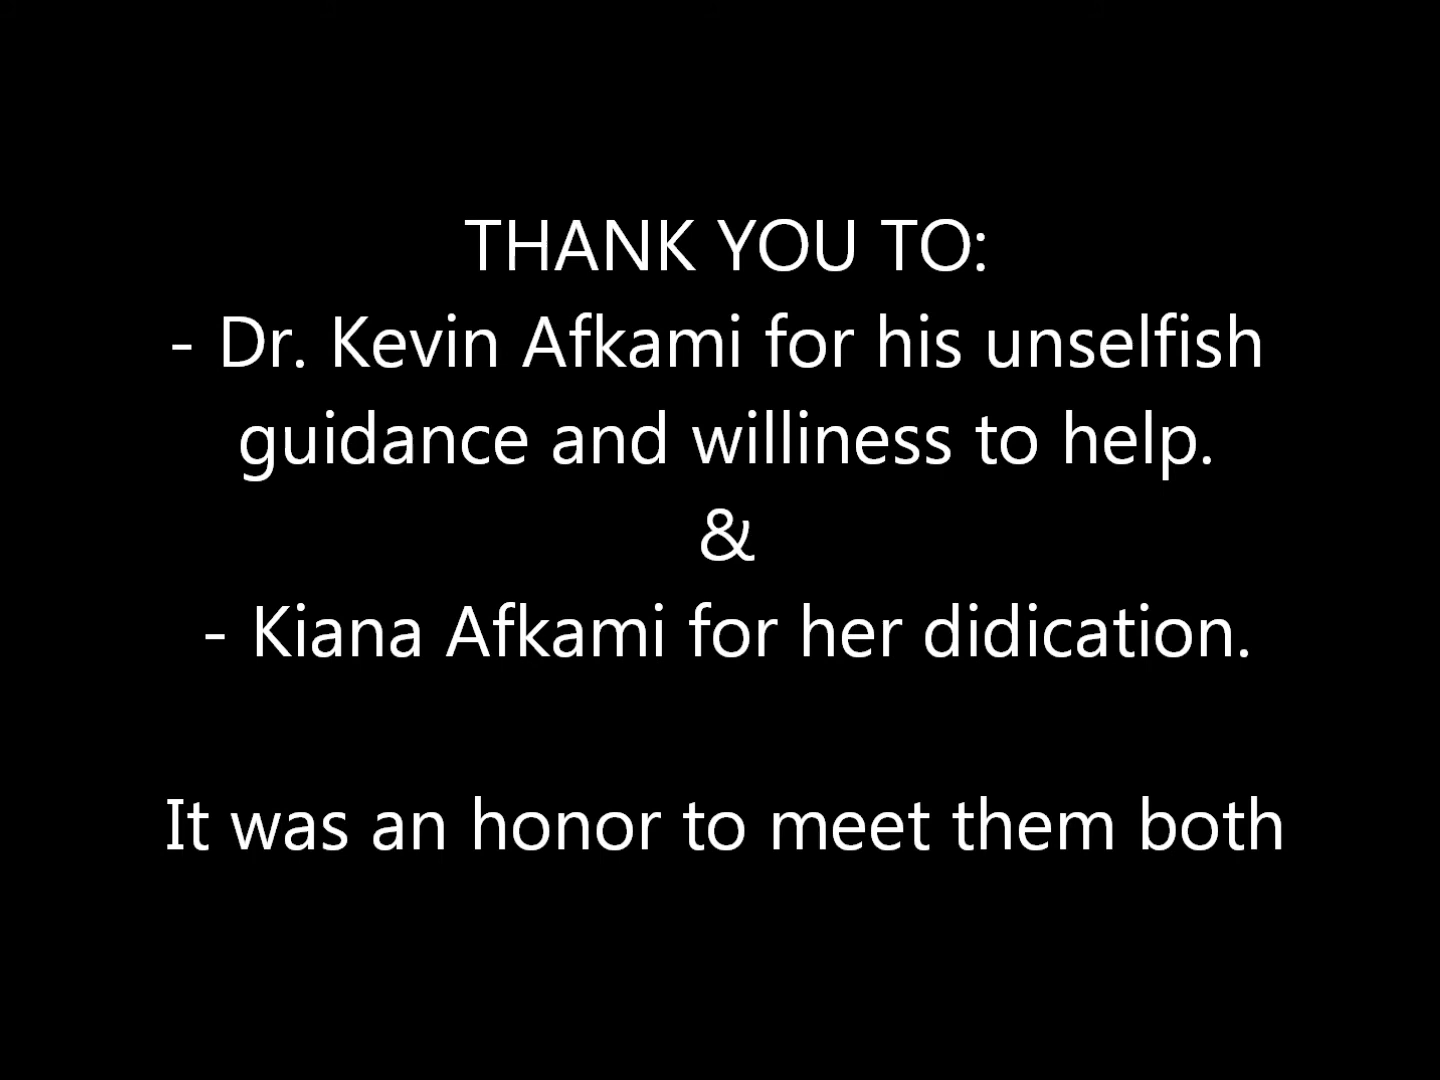 THANK YOU TO:
- Dr. Kevin Afkami for his unselfish
guidance and williness to help.
&
- Kiana Afkami for her didication.
It was an honor to meet them both